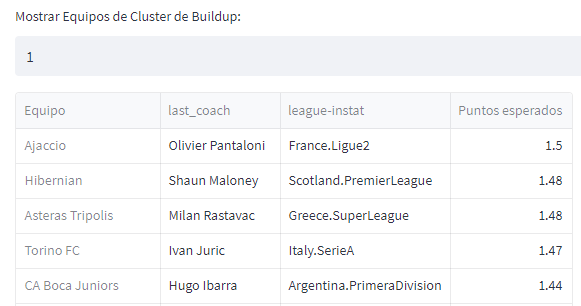 Mostrar Equipos de Cluster de Buildup:
1
Equipo last_coach league-instat Puntos esperados
Ajaccio Olivier Pantaloni France.Ligue2 1.5
Hibernian Shaun Maloney Scotland.PremierLeague 1.48
Asteras Tripolis Milan Rastavac Greece.SuperLeague 1.48
Torino FC Ivan Juric Italy.SerieA 1.47
CA Boca Juniors Hugo Ibarra Argentina.PrimeraDivision 1.44